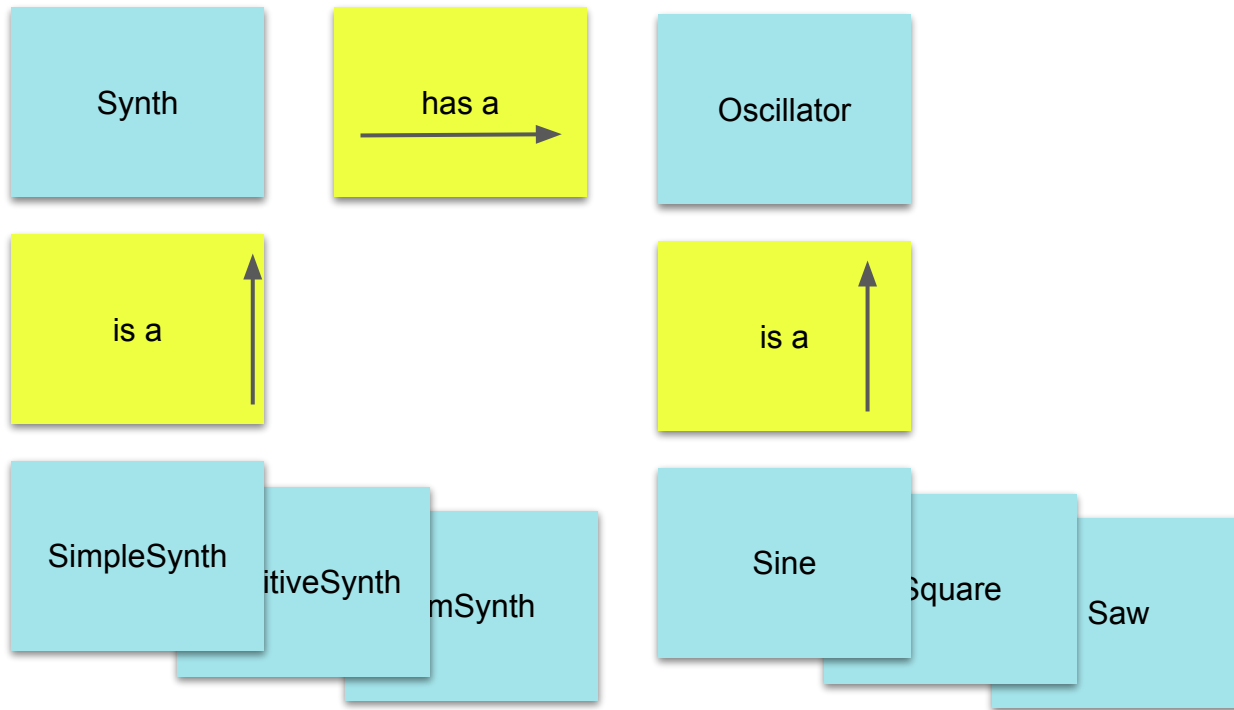 Synth
has a
Oscillator
is a
is a
SimpleSynth
itiveSynth
mSynth
Sine
Square
Saw